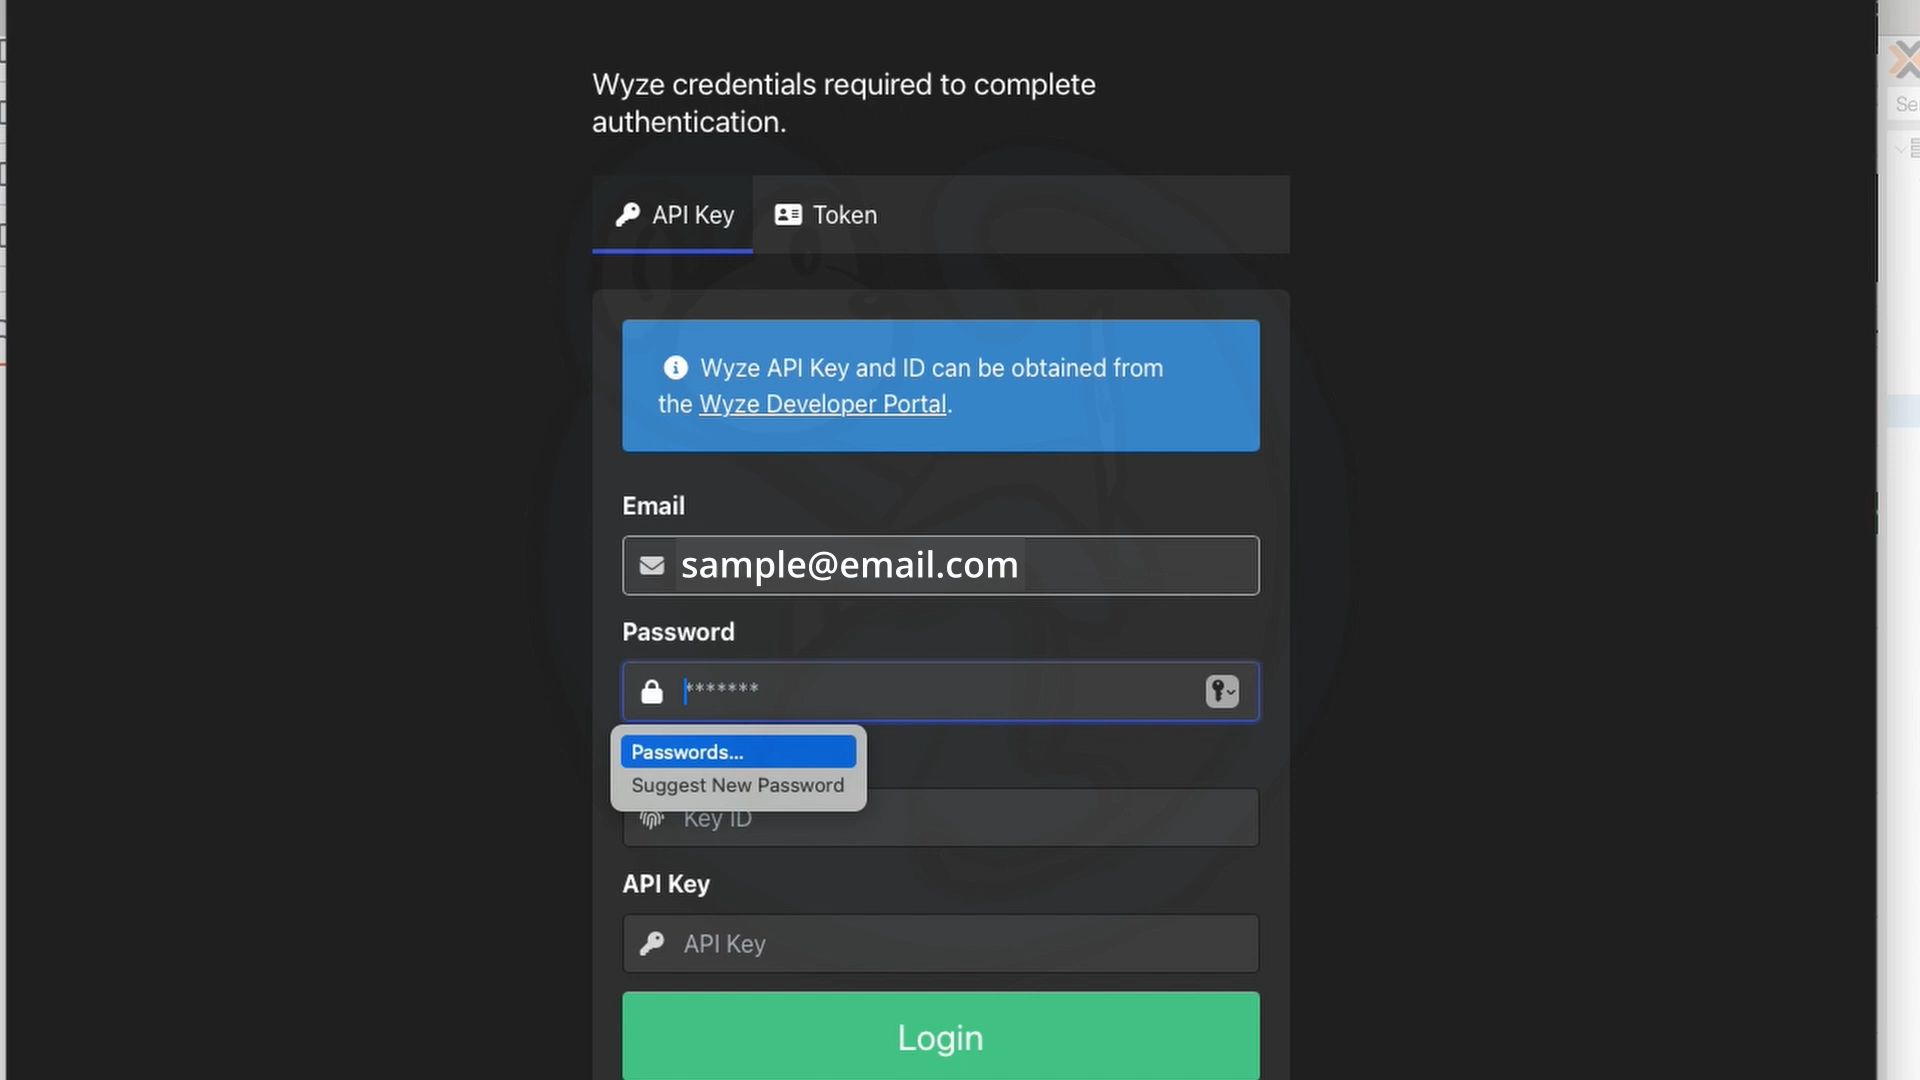 Wyze credentials required to complete
authentication.
API Key
Token
Wyze API Key and ID can be obtained from
the Wyze Developer Portal.
Email
sample@email.com
Password
*******
Passwords...
Suggest New Password
Key ID
API Key
API Key
Login
Se